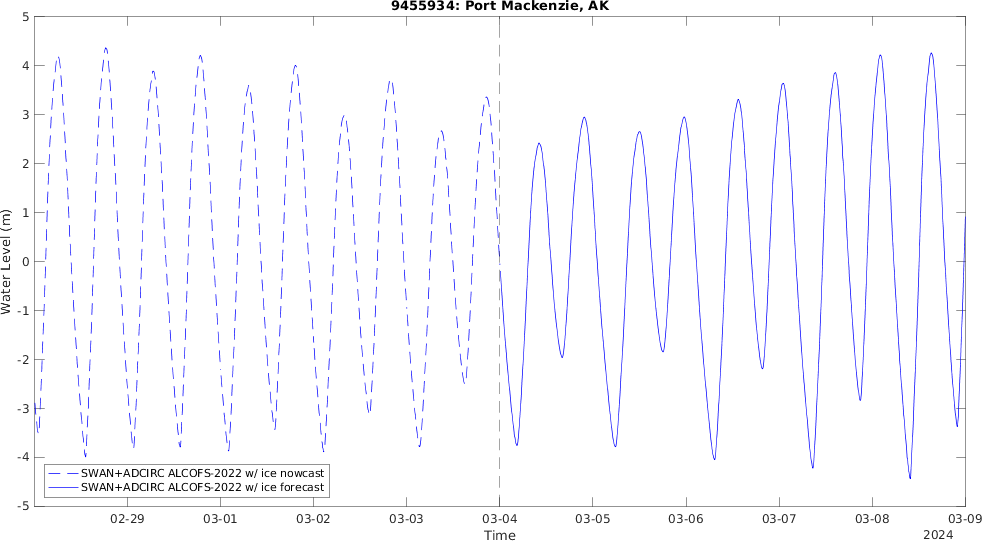 9455934: Port Mackenzie, AK
5
4
3
2
1
0
-1
-2
-3
-4
-5
Water Level (m)
SWAN+ADCIRC ALCOFS-2022 w/ ice nowcast
SWAN+ADCIRC ALCOFS-2022 w/ ice forecast
02-29 03-01 03-02 03-03 03-04 03-05 03-06 03-07 03-08 03-09
Time
2024